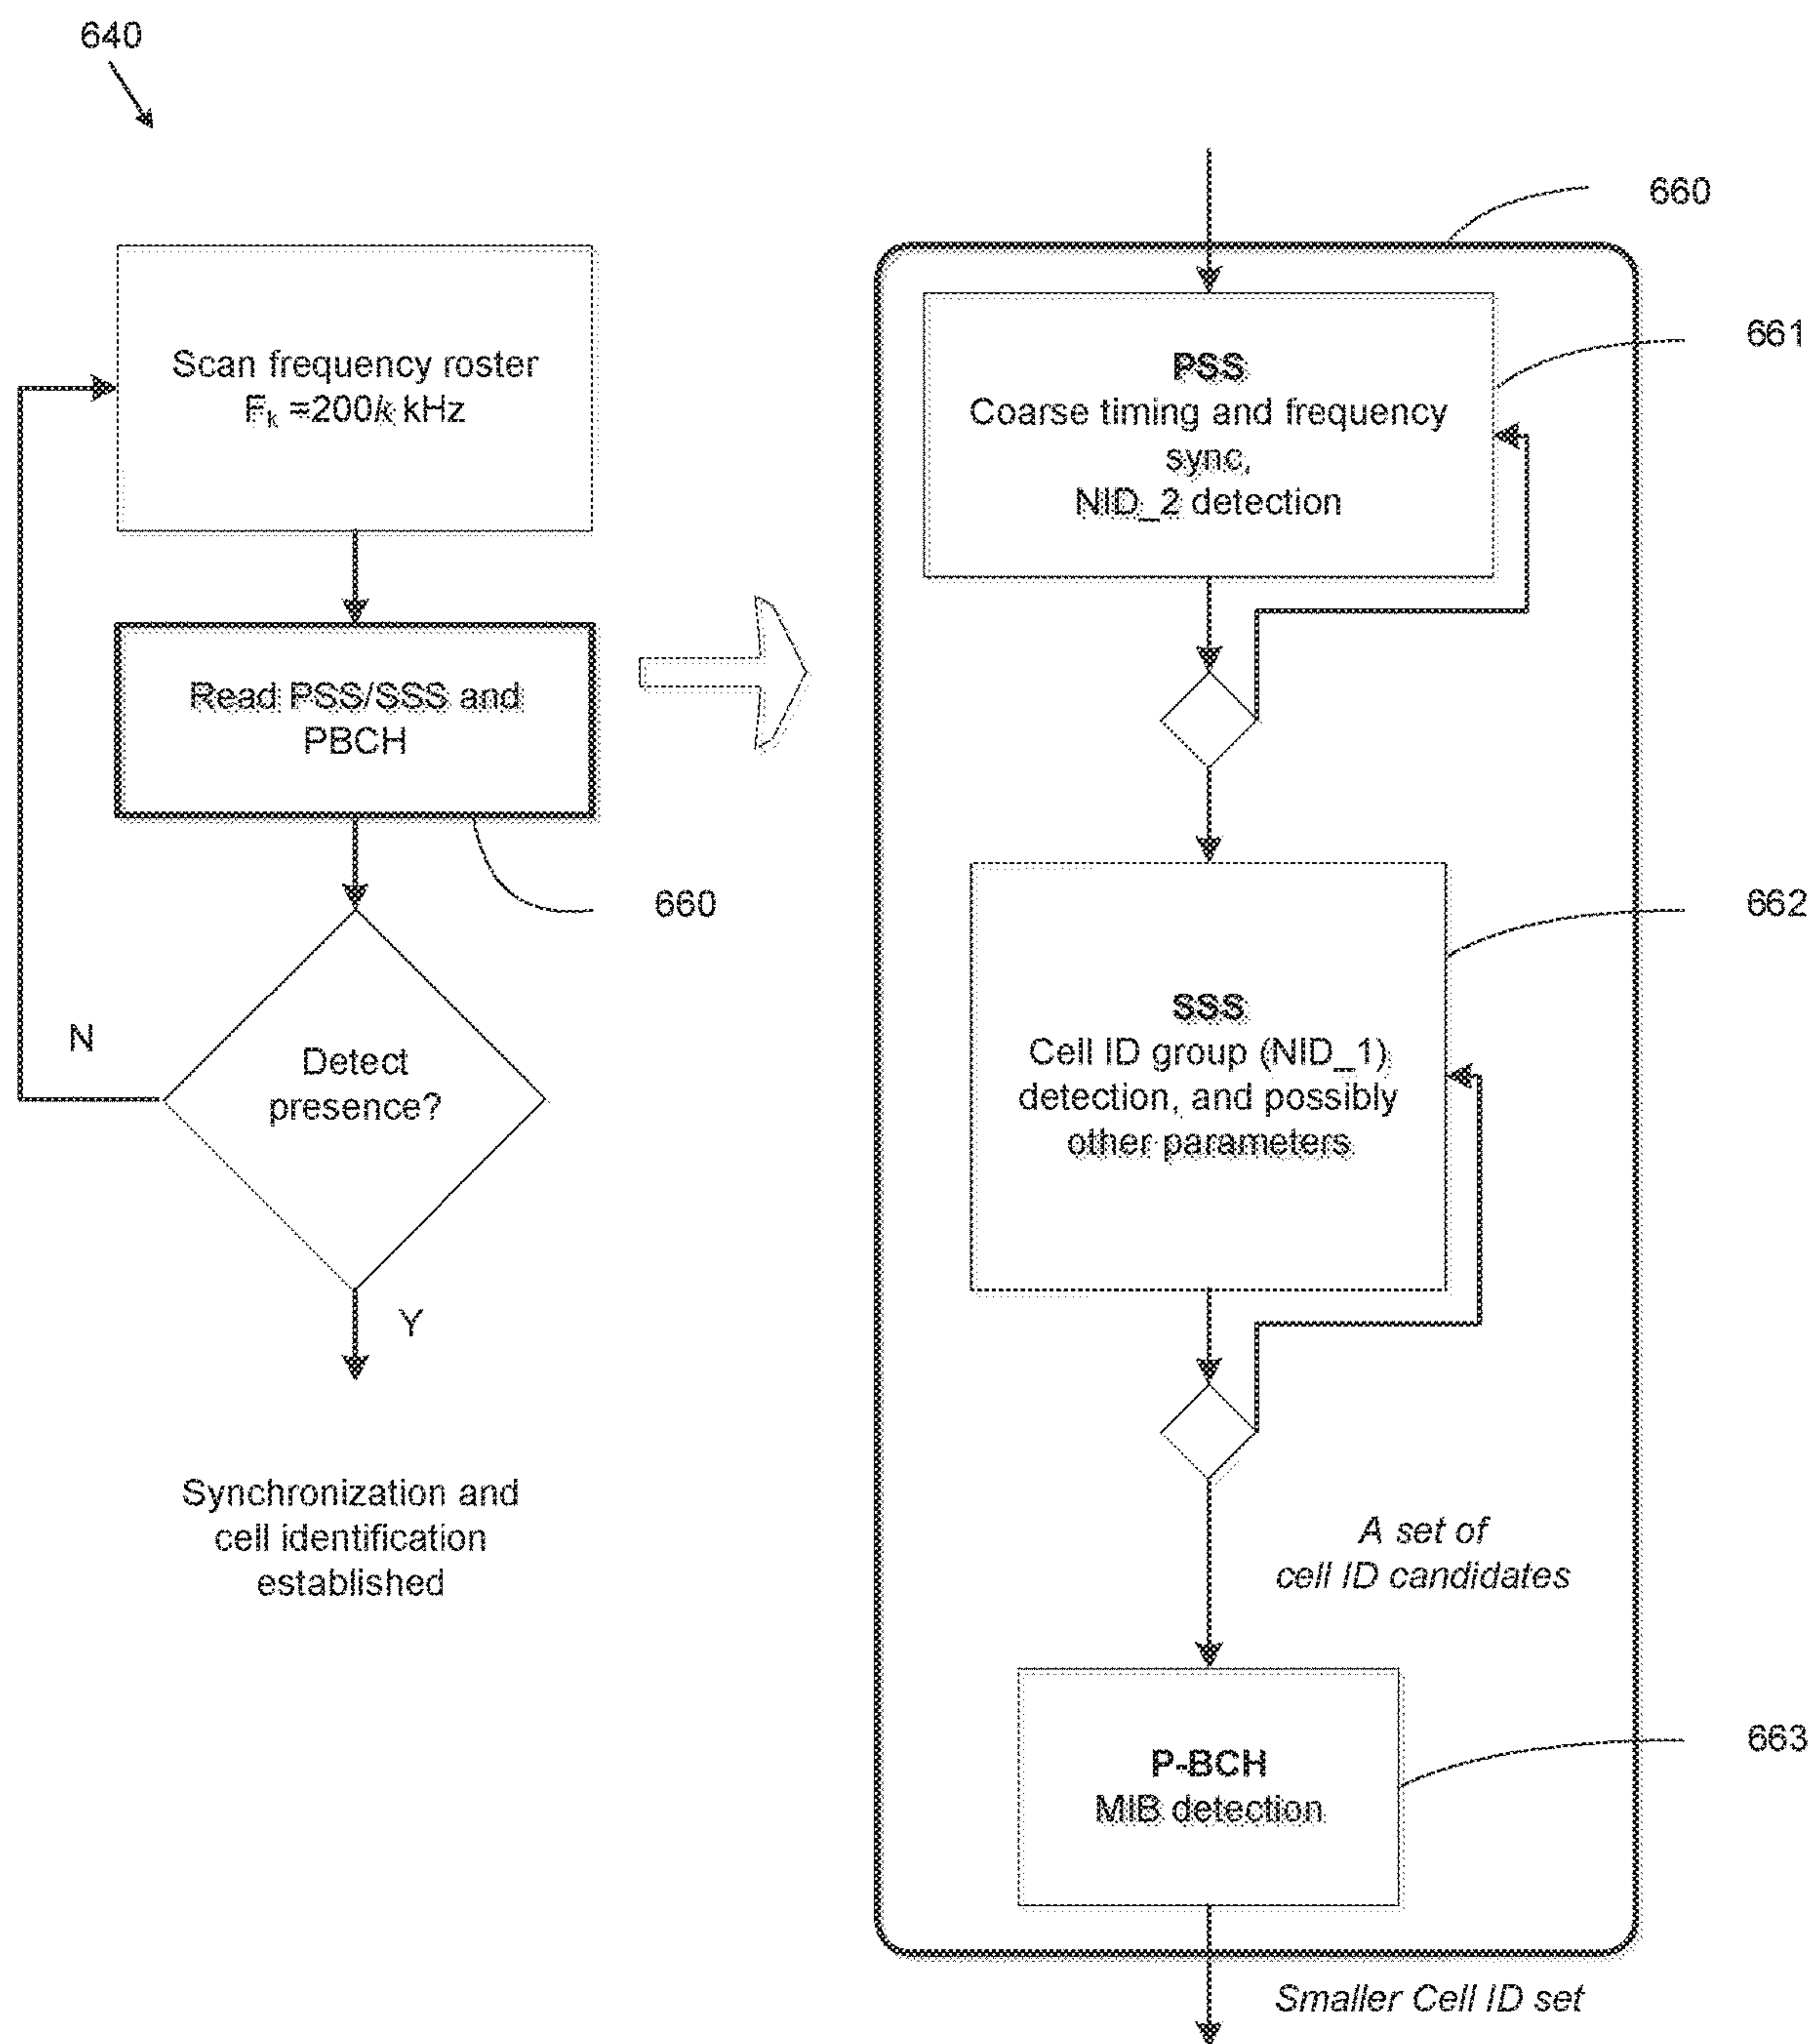 640
Scan frequency roster
Fk =200k kHz
Read PSS/SSS and
PBCH
660
Detect
presence?
N
Y
Synchronization and
cell identification
established
660
PSS
Coarse timing and frequency
sync,
NID_2 detection
661
SSS
Cell ID group (NID_1)
detection, and possibly
other parameters
662
A set of
cell ID candidates
P-BCH
MIB detection
663
Smaller Cell ID set